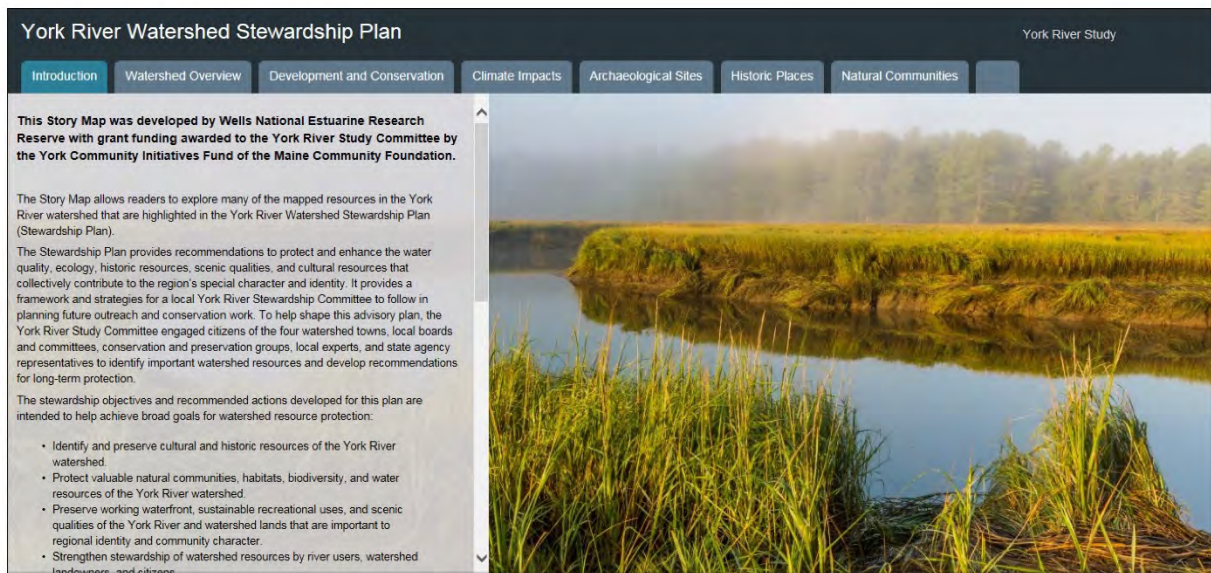 York River Watershed Stewardship Plan
York River Study
Introduction
Watershed Overview
Development and Conservation
Climate Impacts
Archaeological Sites
Historic Places
Natural Communities
This Story Map was developed by Wells National Estuarine Research
Reserve with grant funding awarded to the York River Study Committee by
the York Community Initiatives Fund of the Maine Community Foundation.
The Story Map allows readers to explore many of the mapped resources in the York
River watershed that are highlighted in the York River Watershed Stewardship Plan
(Stewardship Plan).
The Stewardship Plan provides recommendations to protect and enhance the water
quality, ecology, historic resources, scenic qualities, and cultural resources that
collectively contribute to the region's special character and identity. It provides a
framework and strategies for a local York River Stewardship Committee to follow in
planning future outreach and conservation work. To help shape this advisory plan, the
York River Study Committee engaged citizens of the four watershed towns, local boards
and committees, conservation and preservation groups, local experts, and state agency
representatives to identify important watershed resources and develop recommendations
for long-term protection.
The stewardship objectives and recommended actions developed for this plan are
intended to help achieve broad goals for watershed resource protection:
• Identify and preserve cultural and historic resources of the York River
watershed.
• Protect valuable natural communities, habitats, biodiversity, and water
resources of the York River watershed.
• Preserve working waterfront, sustainable recreational uses, and scenic
qualities of the York River and watershed lands that are important to
regional identity and community character.
• Strengthen stewardship of watershed resources by river users, watershed
landowners, and citizens.